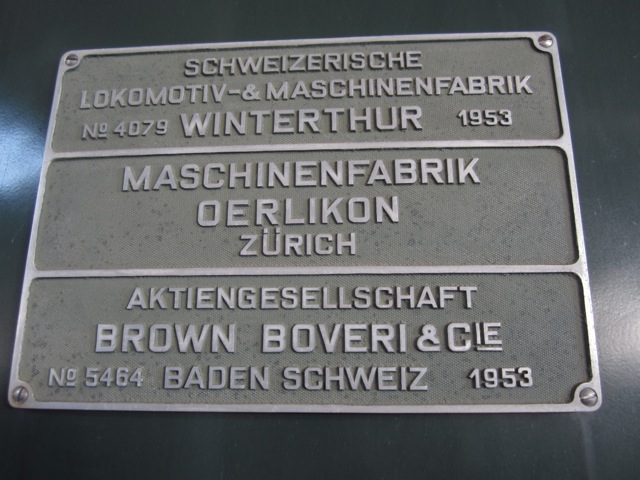 SCHWEIZERISCHE
LOKOMOTIV-& MASCHINENFABRIK
No 4079 WINTERTHUR 1953
MASCHINENFABRIK
OERLIKON
ZÜRICH
AKTIENGESELLSCHAFT
BROWN BOVERI & CIE
No 5464 BADEN SCHWEIZ 1953